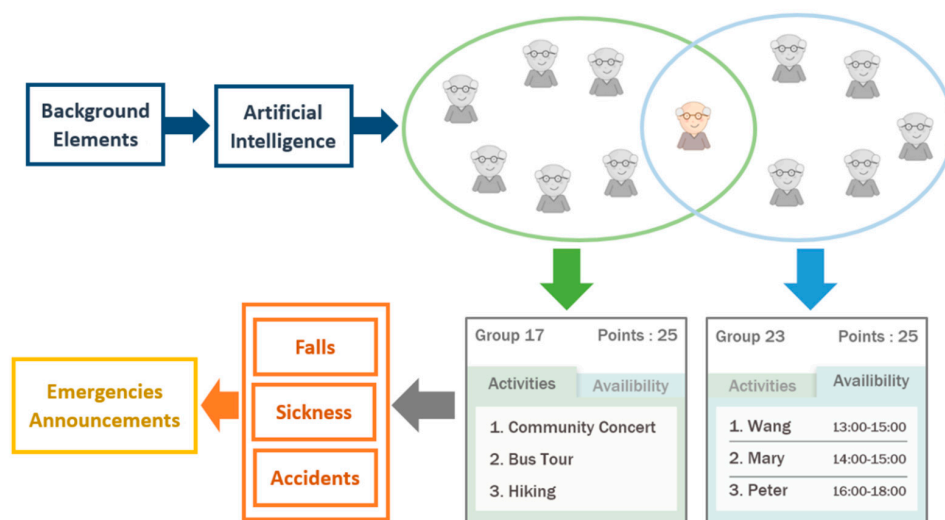 Background
Elements
Artificial
Intelligence
Group 17 Points : 25
Activities Availibility
1. Community Concert
2. Bus Tour
3. Hiking
Group 23 Points : 25
Activities Availibility
1. Wang 13:00-15:00
2. Mary 14:00-15:00
3. Peter 16:00-18:00
Falls
Sickness
Accidents
Emergencies
Announcements